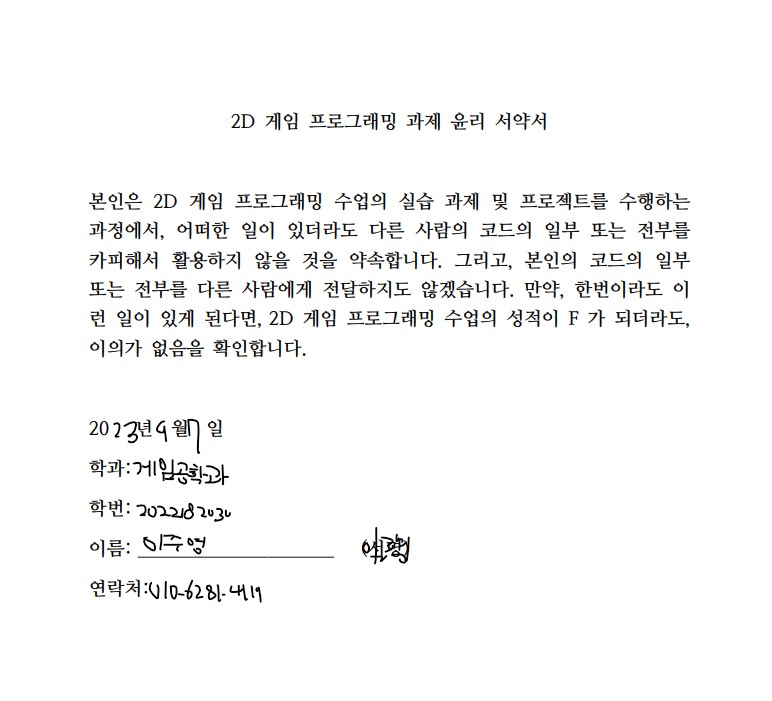 2D 게임 프로그래밍 과제 윤리 서약서
본인은 2D 게임 프로그래밍 수업의 실습 과제 및 프로젝트를 수행하는
과정에서, 어떠한 일이 있더라도 다른 사람의 코드의 일부 또는 전부를
카피해서 활용하지 않을 것을 약속합니다. 그리고, 본인의 코드의 일부
또는 전부를 다른 사람에게 전달하지도 않겠습니다. 만약, 한번이라도 이
런 일이 있게 된다면, 2D 게임 프로그래밍 수업의 성적이 F 가 되더라도,
이의가 없음을 확인합니다.
2023년 9월 7일
학과: 게임공학과
학번: 2022182030
이름: 이주영
연락처: 010-6281-4719